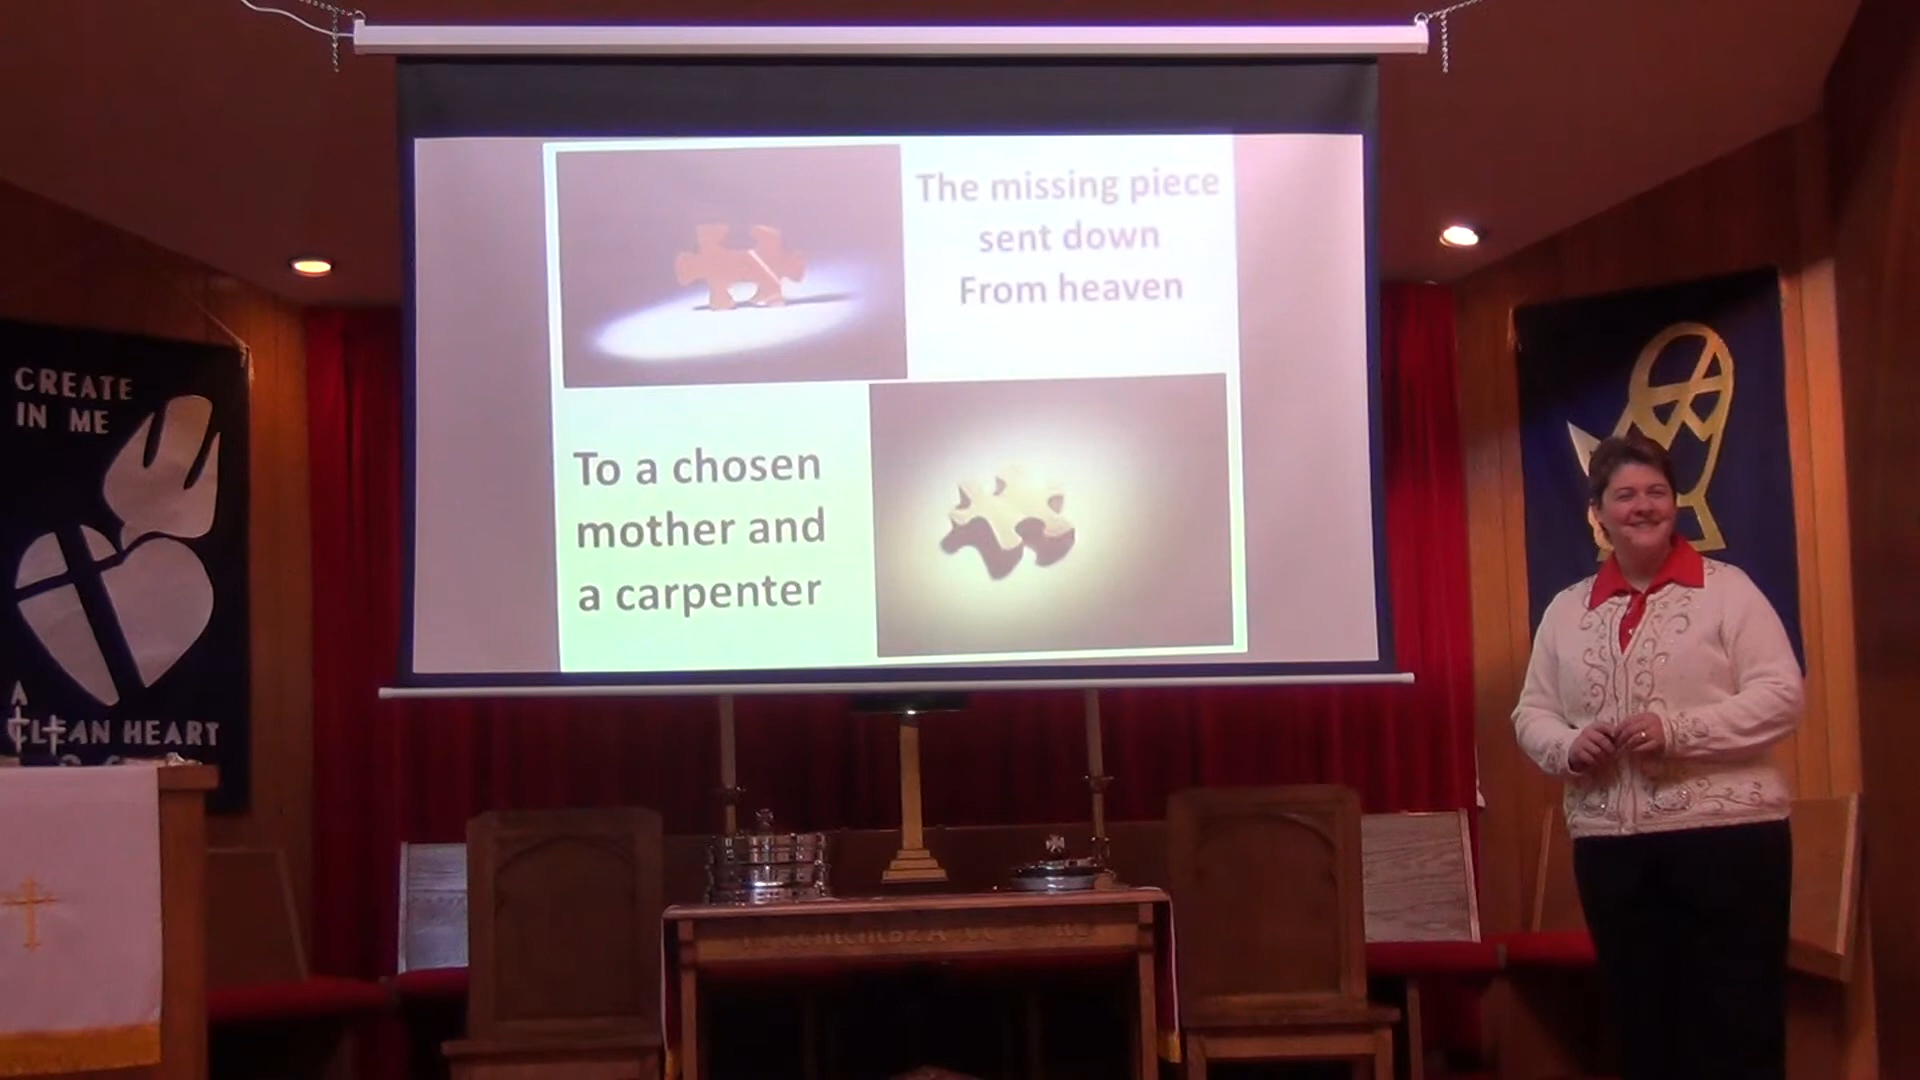 The missing piece
sent down
From heaven
To a chosen
mother and
a carpenter
CREATE
IN ME
A
CLEAN HEART